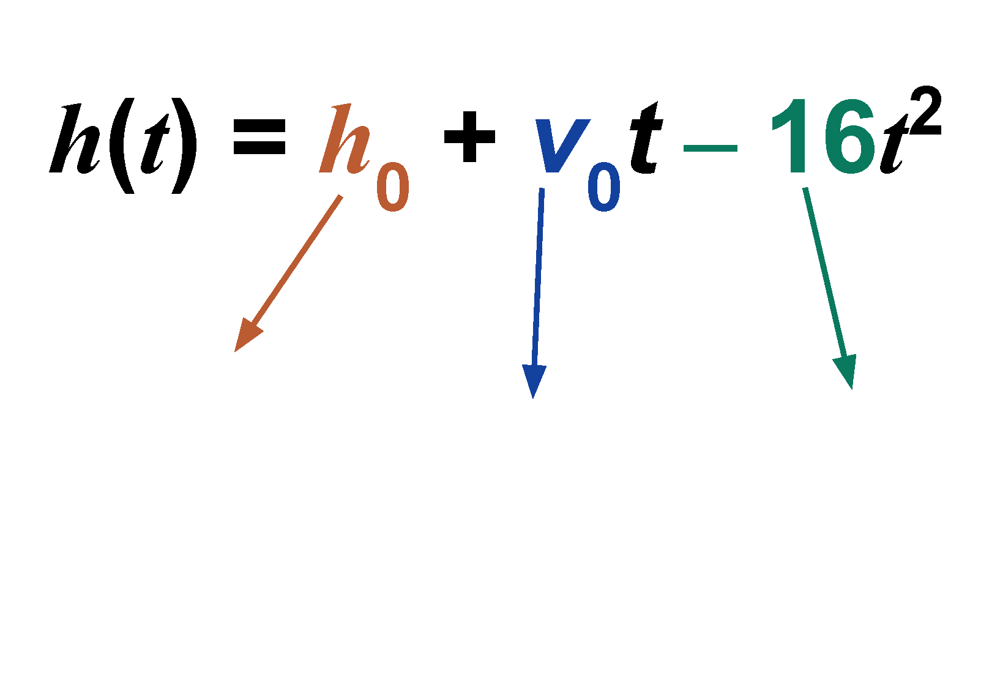 h(t) = h₀ + v₀t – 16t²